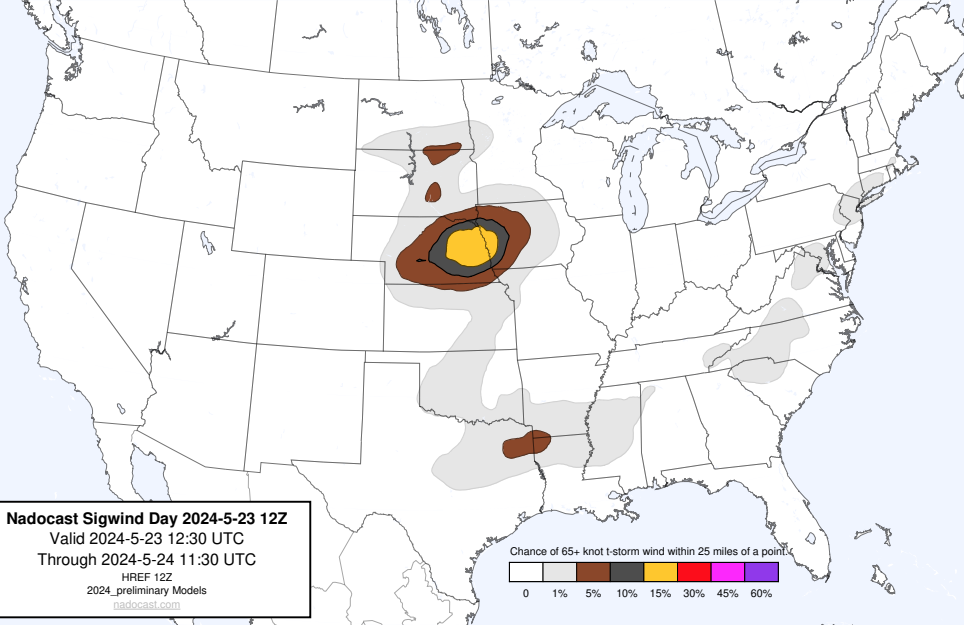 Nadocast Sigwind Day 2024-5-23 12Z
Valid 2024-5-23 12:30 UTC
Through 2024-5-24 11:30 UTC
HREF 12Z
2024_preliminary Models
nadocast.com
Chance of 65+ knot t-storm wind within 25 miles of a point.
0 1% 5% 10% 15% 30% 45% 60%